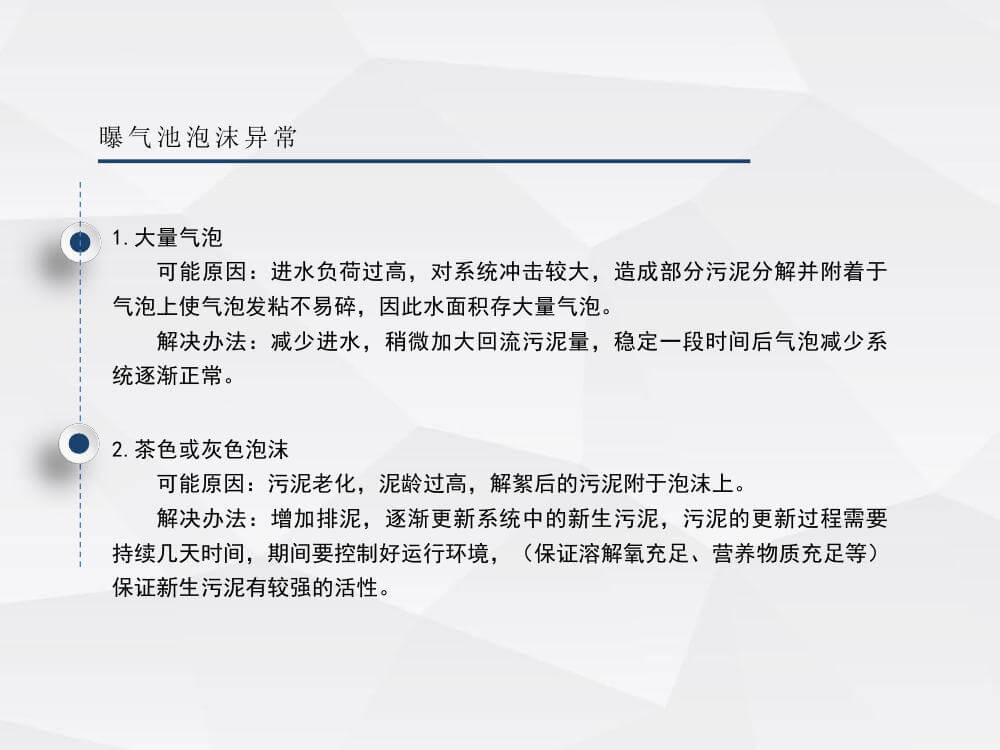 曝气池泡沫异常
1.大量气泡
可能原因：进水负荷过高，对系统冲击较大，造成部分污泥分解并附着于
气泡上使气泡发粘不易碎，因此水面积存大量气泡。
解决办法：减少进水，稍微加大回流污泥量，稳定一段时间后气泡减少系
统逐渐正常。
2.茶色或灰色泡沫
可能原因：污泥老化，泥龄过高，解絮后的污泥附于泡沫上。
解决办法：增加排泥，逐渐更新系统中的新生污泥，污泥的更新过程需要
持续几天时间，期间要控制好运行环境，（保证溶解氧充足、营养物质充足等）
保证新生污泥有较强的活性。